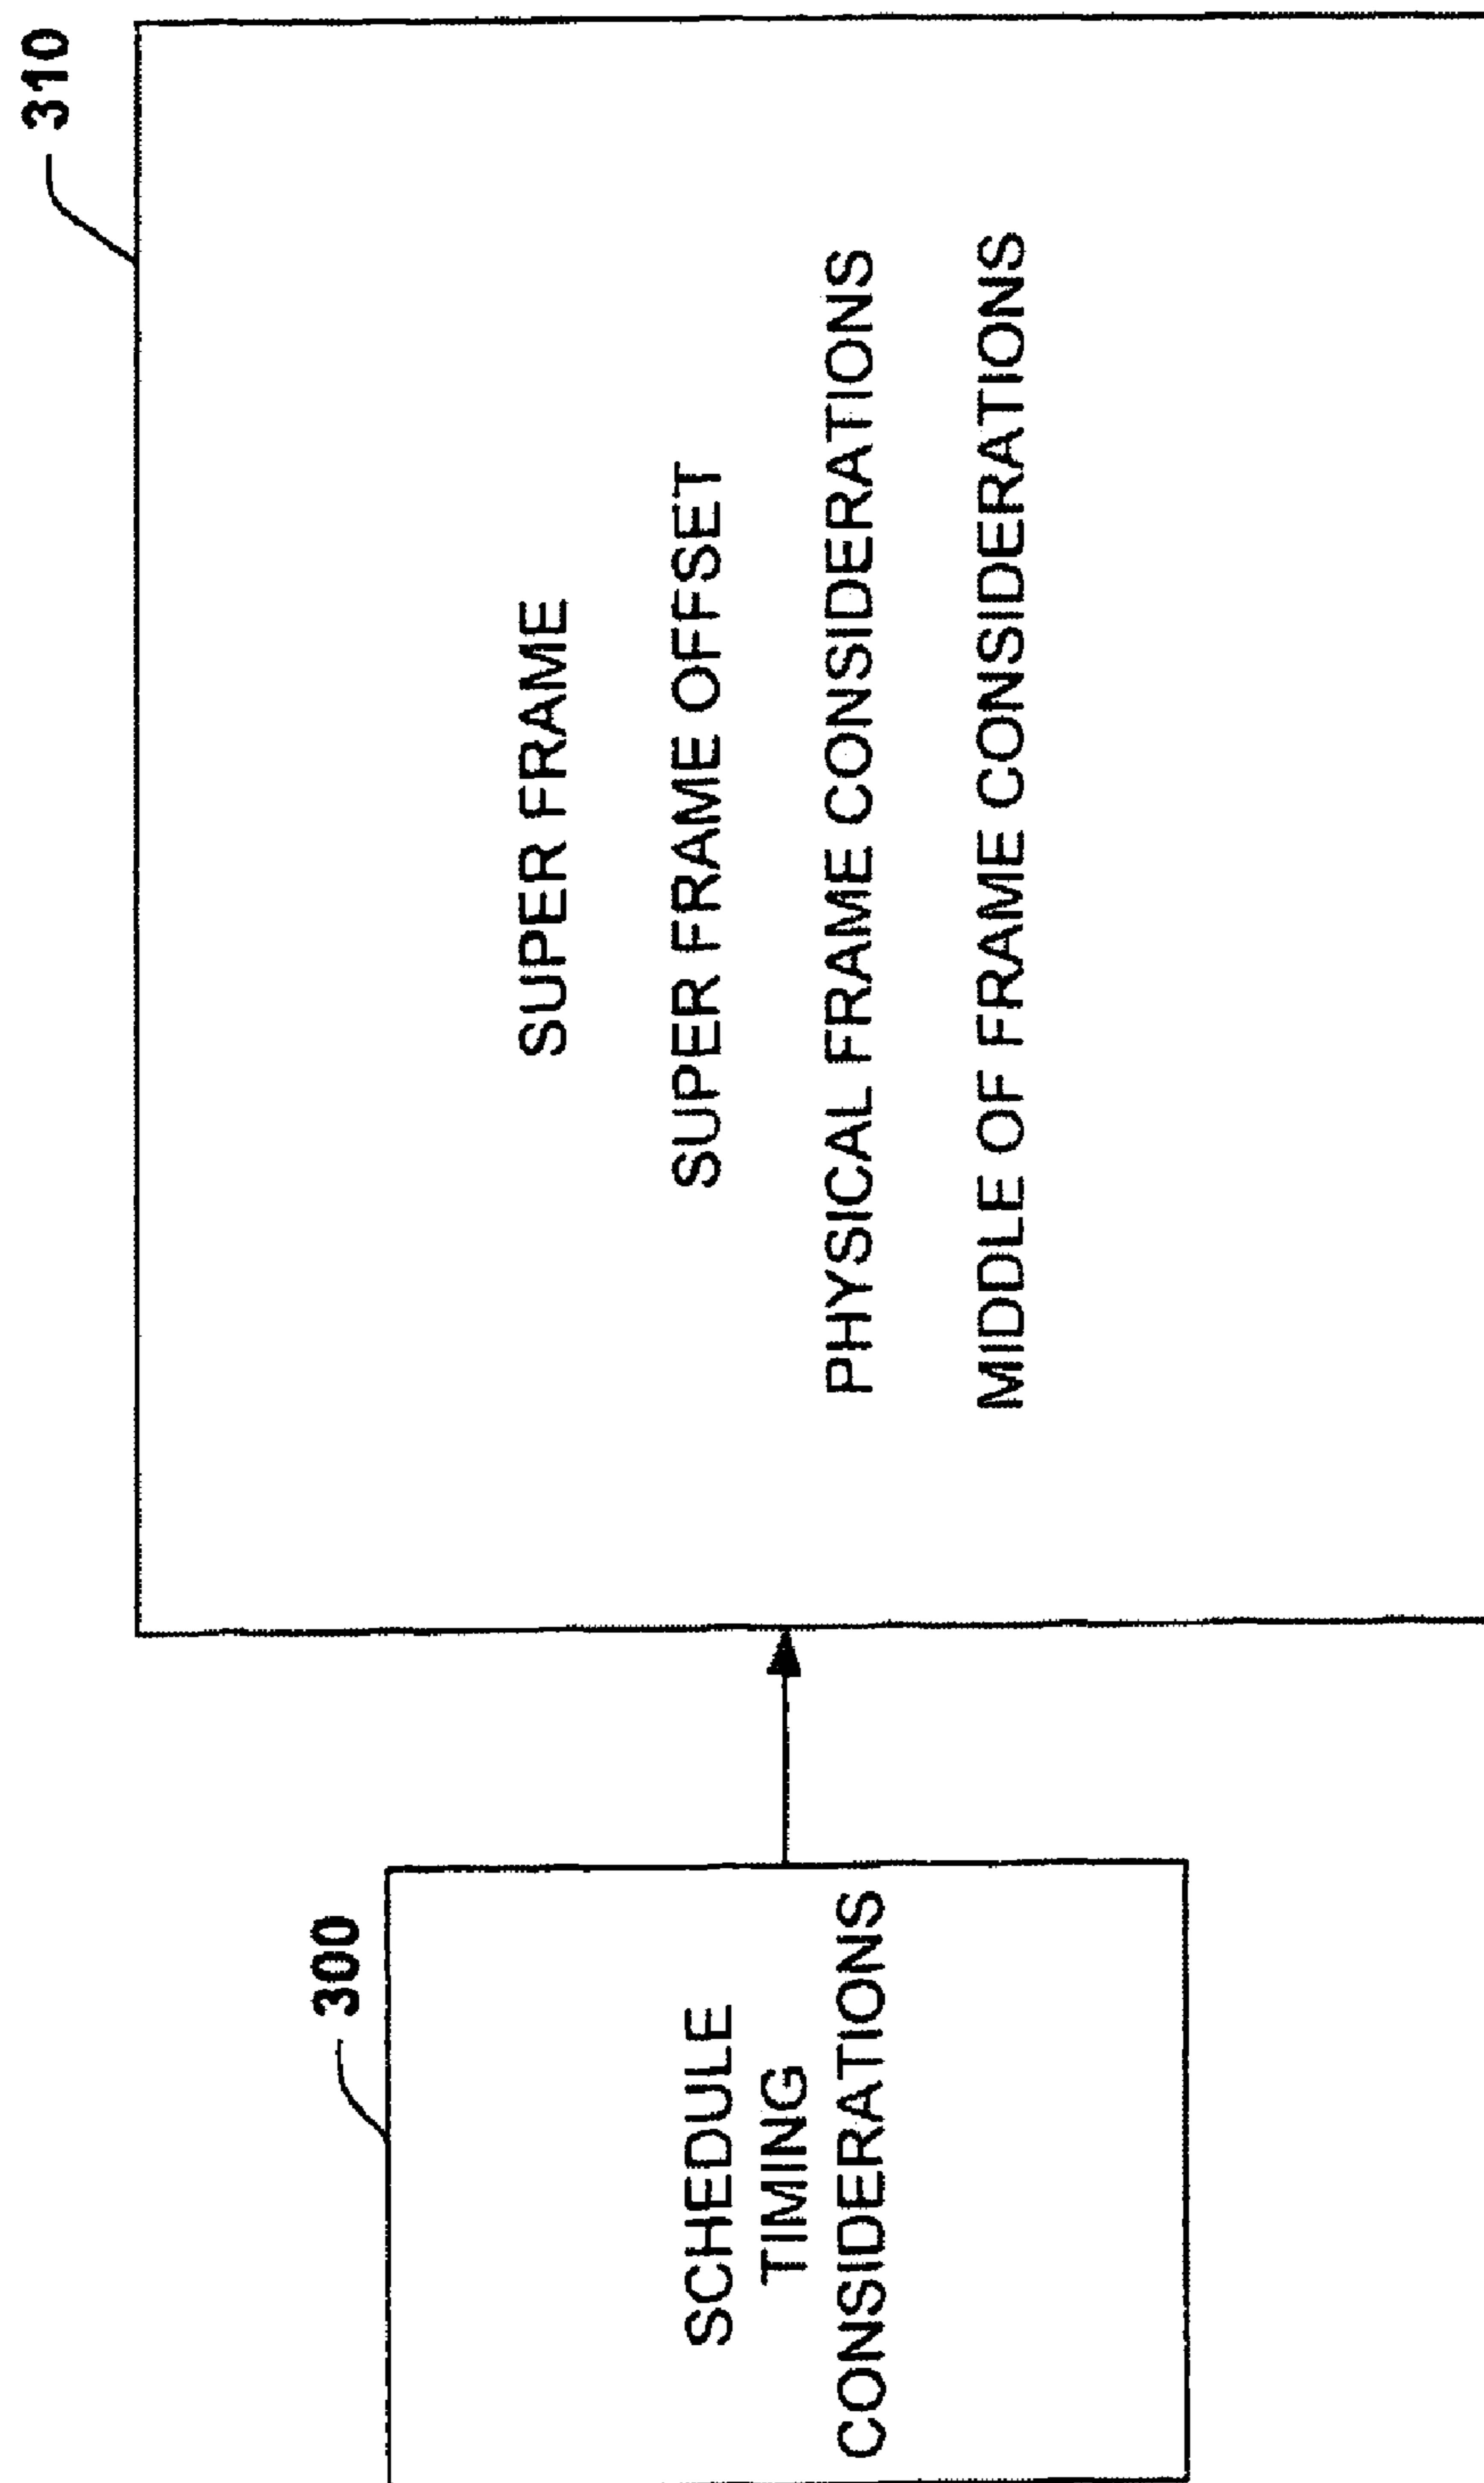 300
SCHEDULE
TIMING
CONSIDERATIONS
310
SUPER FRAME
SUPER FRAME OFFSET
PHYSICAL FRAME CONSIDERATIONS
MIDDLE OF FRAME CONSIDERATIONS